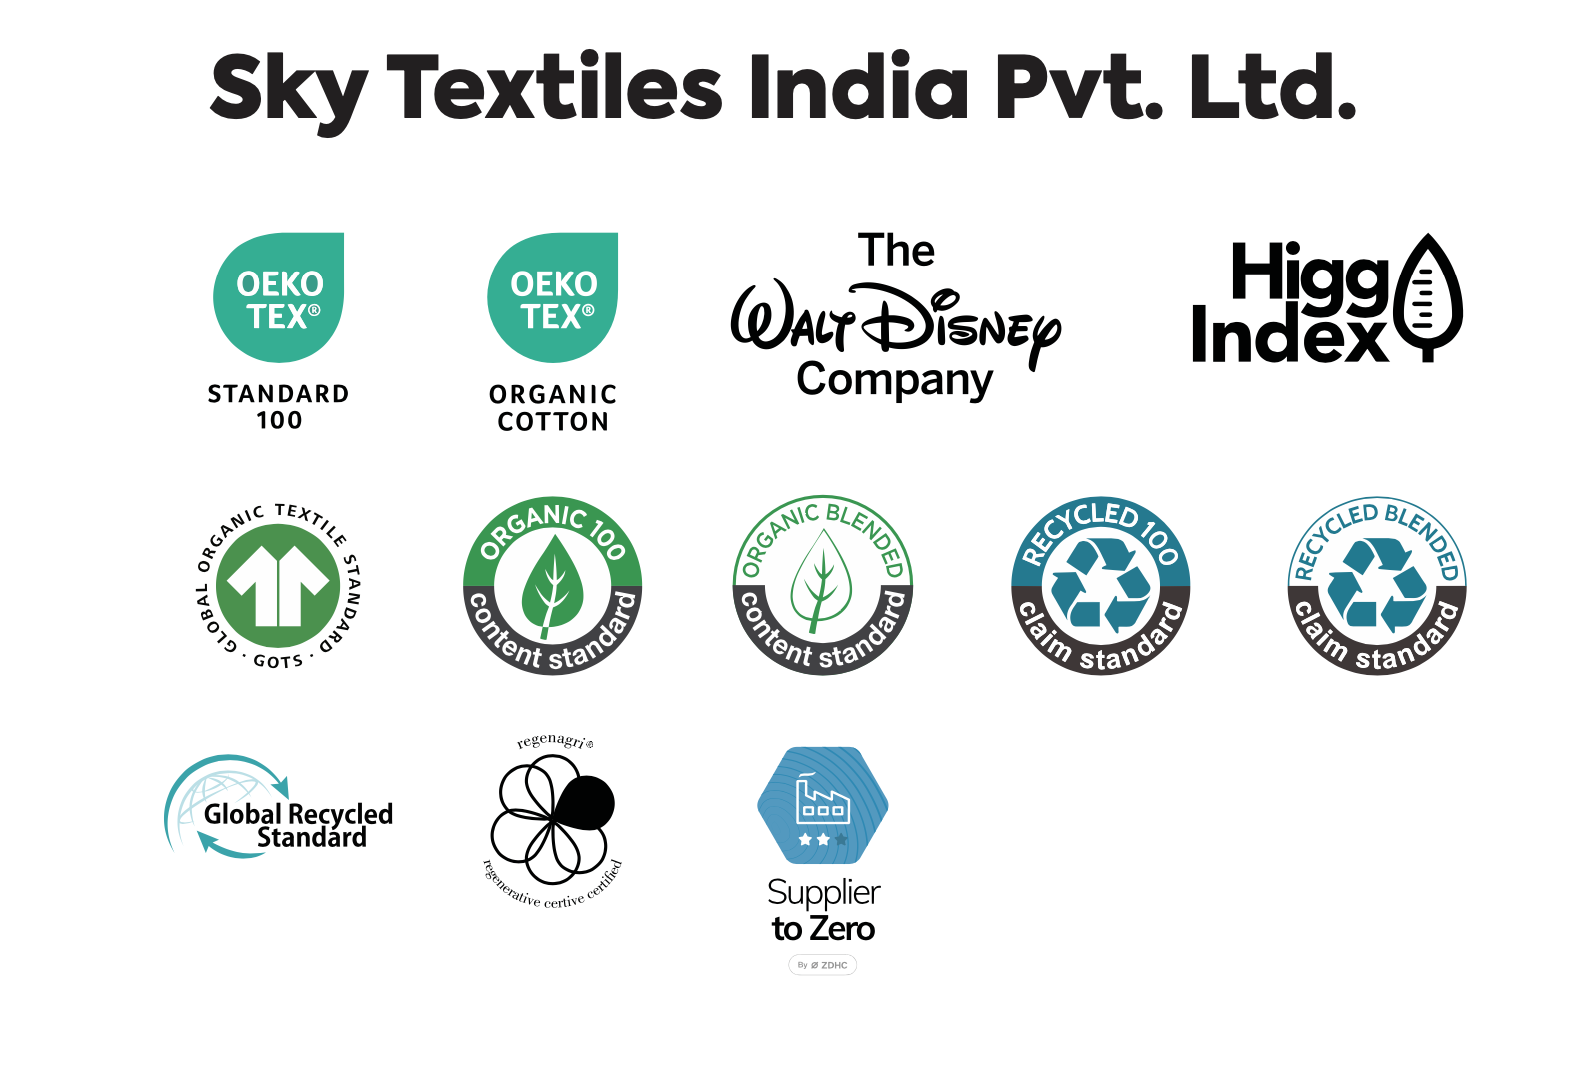 Sky Textiles India Pvt. Ltd.
OEKO
TEX®
STANDARD
100
OEKO
TEX®
ORGANIC
COTTON
The
WALT DISNEY
Company
Higg
Index
GLOBAL ORGANIC TEXTILE STANDARD
· GOTS ·
ORGANIC 100
content standard
ORGANIC BLENDED
content standard
RECYCLED 100
claim standard
RECYCLED BLENDED
claim standard
Global Recycled
Standard
regenagri®
regenerative certive certified
Supplier
to Zero
By ZDHC